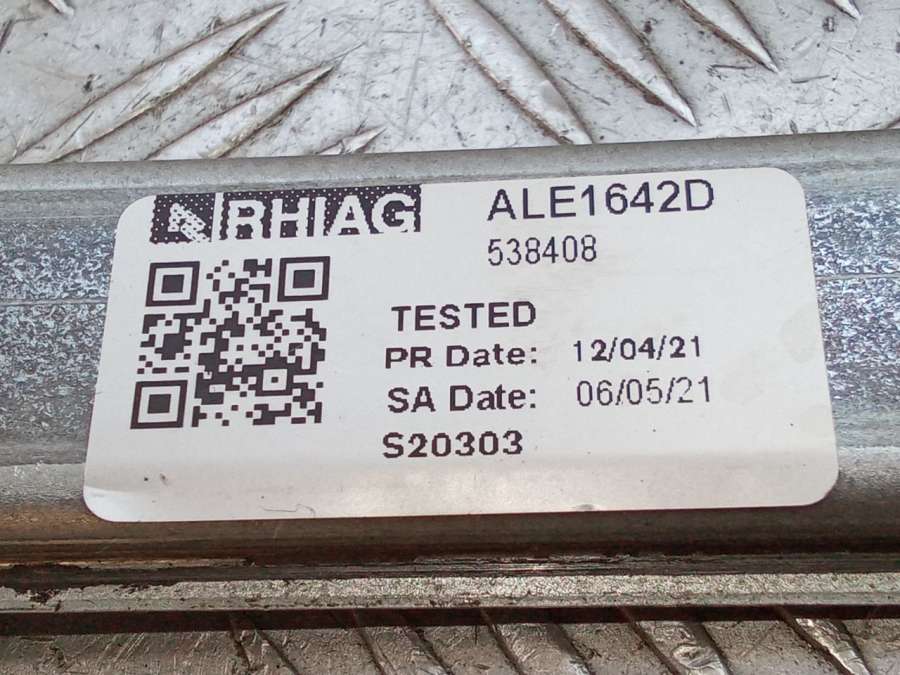 RHIAG
ALE1642D
538408
TESTED
PR Date: 12/04/21
SA Date: 06/05/21
S20303